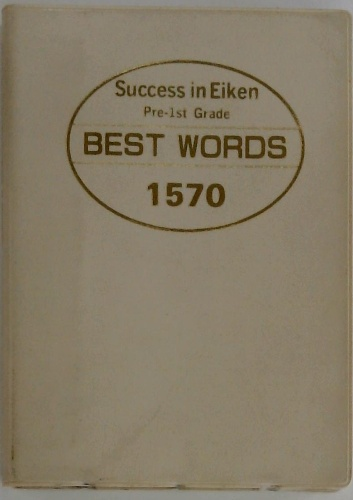 Success in Eiken
Pre-1st Grade
BEST WORDS
1570